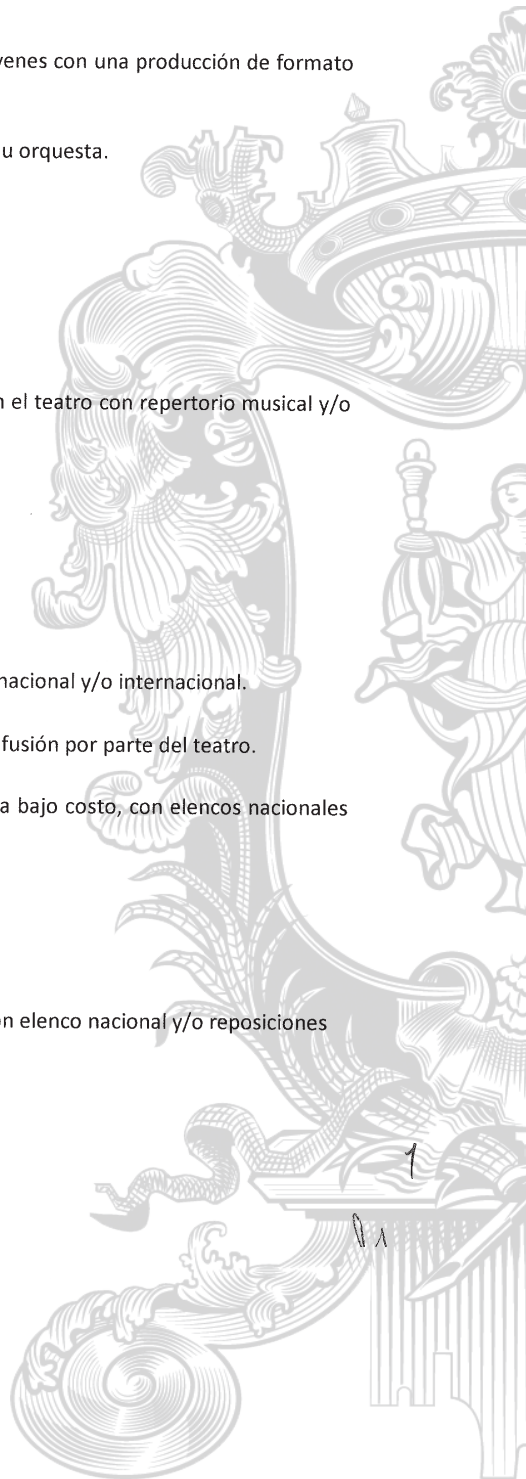 venes con una producción de formato
u orquesta.
n el teatro con repertorio musical y/o
nacional y/o internacional.
fusión por parte del teatro.
a bajo costo, con elencos nacionales
on elenco nacional y/o reposiciones
1